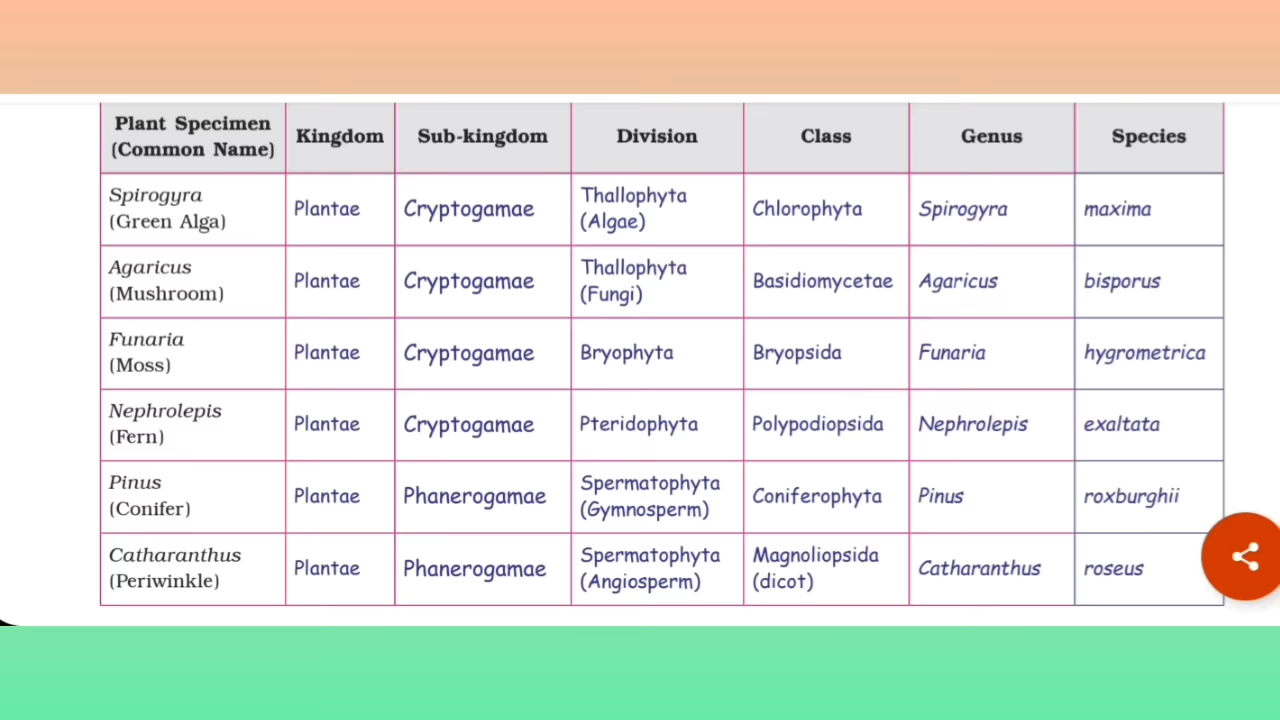 Plant Specimen
(Common Name)
Kingdom
Sub-kingdom
Division
Class
Genus
Species
Spirogyra
(Green Alga)
Plantae
Cryptogamae
Thallophyta
(Algae)
Chlorophyta
Spirogyra
maxima
Agaricus
(Mushroom)
Plantae
Cryptogamae
Thallophyta
(Fungi)
Basidiomycetae
Agaricus
bisporus
Funaria
(Moss)
Plantae
Cryptogamae
Bryophyta
Bryopsida
Funaria
hygrometrica
Nephrolepis
(Fern)
Plantae
Cryptogamae
Pteridophyta
Polypodiopsida
Nephrolepis
exaltata
Pinus
(Conifer)
Plantae
Phanerogamae
Spermatophyta
(Gymnosperm)
Coniferophyta
Pinus
roxburghii
Catharanthus
(Periwinkle)
Plantae
Phanerogamae
Spermatophyta
(Angiosperm)
Magnoliopsida
(dicot)
Catharanthus
roseus